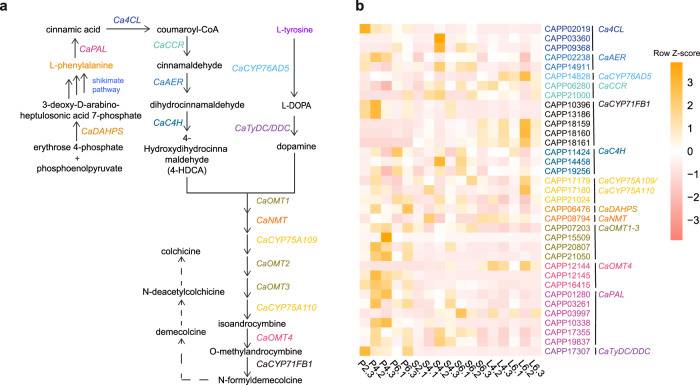 a
cinnamic acid
Ca4CL
coumaroyl-CoA
L-tyrosine
CaPAL
CaCCR
L-phenylalanine
cinnamaldehyde
CaCYP76AD5
shikimate
pathway
CaAER
3-deoxy-D-arabino-
heptulosonic acid 7-phosphate
dihydrocinnamaldehyde
L-DOPA
CaDAHPS
CaC4H
CaTyDC/DDC
erythrose 4-phosphate
+
phosphoenolpyruvate
4-
Hydroxydihydrocinna
maldehyde
(4-HDCA)
dopamine
CaOMT1
CaNMT
CaCYP75A109
colchicine
CaOMT2
N-deacetylcolchicine
CaOMT3
CaCYP75A110
isoandrocymbine
demecolcine
CaOMT4
O-methylandrocymbine
CaCYP71FB1
N-formyldemecolcine
b
CAPP02019 Ca4CL
CAPP03360
CAPP09368
CAPP02238 CaAER
CAPP14911
CAPP14828 CaCYP76AD5
CAPP06280 CaCCR
CAPP21000
CAPP10396 CaCYP71FB1
CAPP13186
CAPP18159
CAPP18160
CAPP18161
CAPP11424 CaC4H
CAPP14458
CAPP19256
CAPP17179 CaCYP75A109/
CAPP17180 CaCYP75A110
CAPP21024
CAPP06476 CaDAHPS
CAPP08794 CaNMT
CAPP07203 CaOMT1-3
CAPP15509
CAPP20807
CAPP21050
CAPP12144 CaOMT4
CAPP12145
CAPP16415
CAPP01280 CaPAL
CAPP03261
CAPP03997
CAPP10338
CAPP17355
CAPP19837
CAPP17307 CaTyDC/DDC
Row Z-score
3
2
1
0
−1
−2
−3